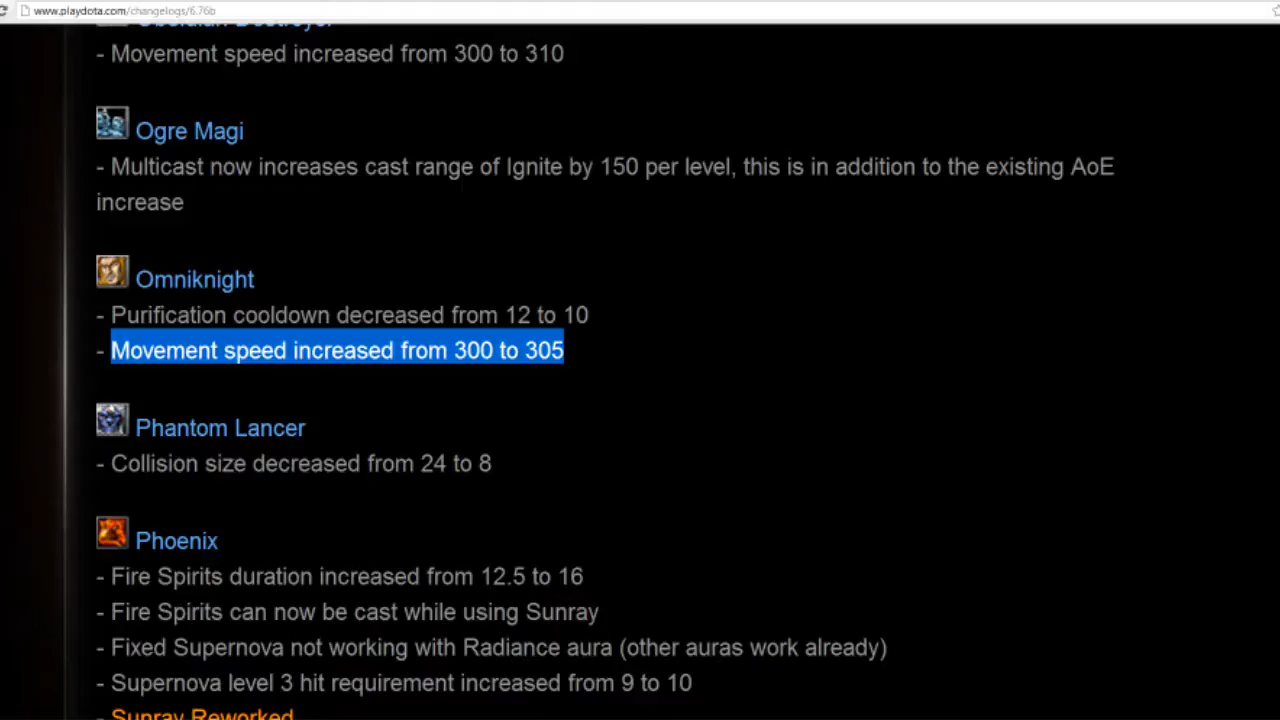 www.playdota.com/changelogs/6.76b
Obsidian Destroyer
- Movement speed increased from 300 to 310
Ogre Magi
- Multicast now increases cast range of Ignite by 150 per level, this is in addition to the existing AoE
increase
Omniknight
- Purification cooldown decreased from 12 to 10
- Movement speed increased from 300 to 305
Phantom Lancer
- Collision size decreased from 24 to 8
Phoenix
- Fire Spirits duration increased from 12.5 to 16
- Fire Spirits can now be cast while using Sunray
- Fixed Supernova not working with Radiance aura (other auras work already)
- Supernova level 3 hit requirement increased from 9 to 10
- Sunray Reworked